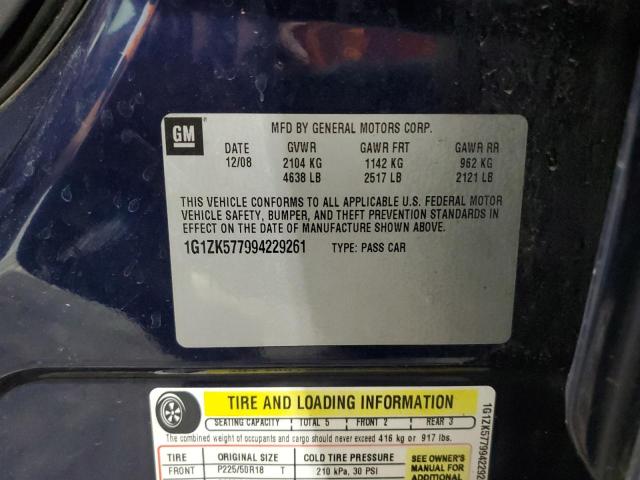 GM
MFD BY GENERAL MOTORS CORP.
DATE GVWR GAWR FRT GAWR RR
12/08 2104 KG 1142 KG 962 KG
4638 LB 2517 LB 2121 LB
THIS VEHICLE CONFORMS TO ALL APPLICABLE U.S. FEDERAL MOTOR
VEHICLE SAFETY, BUMPER, AND THEFT PREVENTION STANDARDS IN
EFFECT ON THE DATE OF MANUFACTURE SHOWN ABOVE.
1G1ZK577994229261 TYPE: PASS CAR
TIRE AND LOADING INFORMATION
SEATING CAPACITY TOTAL 5 FRONT 2 REAR 3
The combined weight of occupants and cargo should never exceed 416 kg or 917 lbs.
TIRE ORIGINAL SIZE COLD TIRE PRESSURE
FRONT P225/50R18 T 210 kPa, 30 PSI
SEE OWNER'S
MANUAL FOR
ADDITIONAL
1G1ZK5779942292